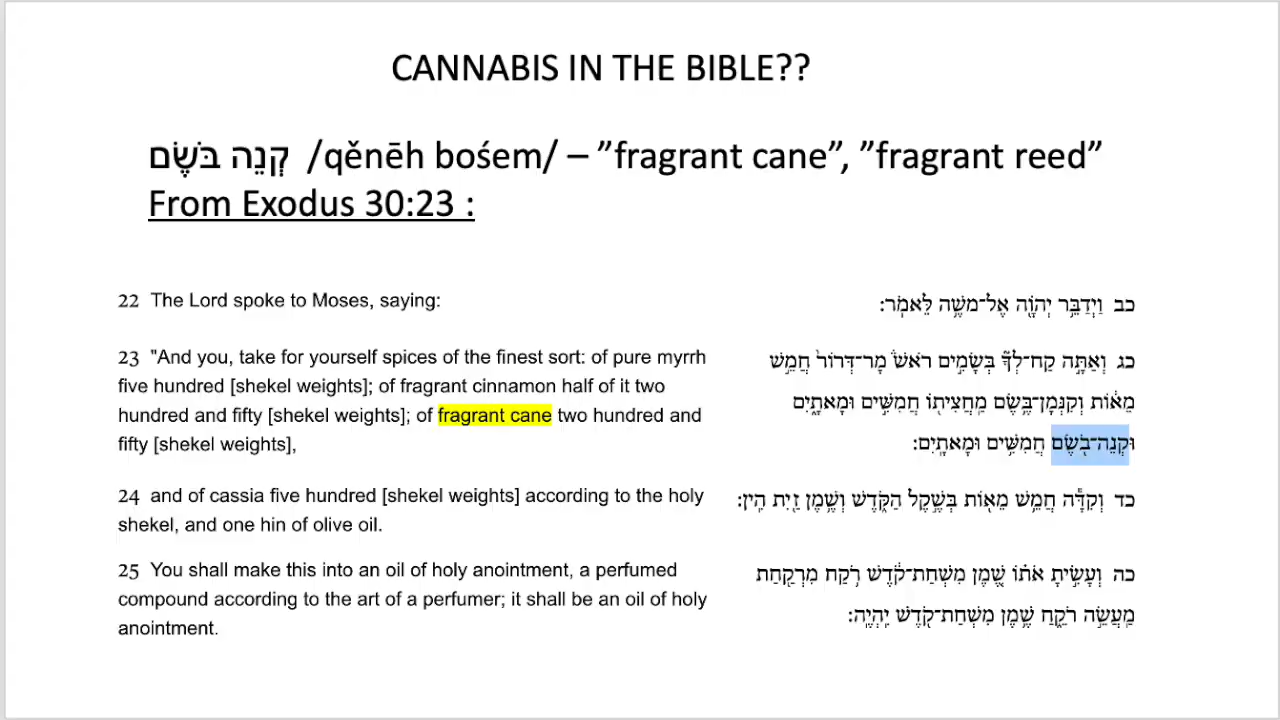 CANNABIS IN THE BIBLE??
קְנֵה בֹּשֶׂם /qěnēh bośem/ – ”fragrant cane”, ”fragrant reed”
From Exodus 30:23 :
22 The Lord spoke to Moses, saying:
כב וַיְדַבֵּ֥ר יְהוָֹ֖ה אֶל־משֶׁ֥ה לֵּאמֹֽר:
23 "And you, take for yourself spices of the finest sort: of pure myrrh
five hundred [shekel weights]; of fragrant cinnamon half of it two
hundred and fifty [shekel weights]; of fragrant cane two hundred and
fifty [shekel weights],
כג וְאַתָּ֣ה קַח־לְךָ֘ בְּשָׂמִ֣ים רֹאשׁ֒ מָר־דְּרוֹר֙ חֲמֵ֣שׁ
מֵא֔וֹת וְקִנְּמָן־בֶּ֥שֶׂם מַֽחֲצִית֖וֹ חֲמִשִּׁ֣ים וּמָאתָ֑יִם
וּקְנֵה־בֹ֖שֶׂם חֲמִשִּׁ֥ים וּמָאתָֽיִם:
24 and of cassia five hundred [shekel weights] according to the holy
shekel, and one hin of olive oil.
כד וְקִדָּ֕ה חֲמֵ֥שׁ מֵא֖וֹת בְּשֶׁ֣קֶל הַקֹּ֑דֶשׁ וְשֶׁ֥מֶן זַ֖יִת הִֽין:
25 You shall make this into an oil of holy anointment, a perfumed
compound according to the art of a perfumer; it shall be an oil of holy
anointment.
כה וְעָשִׂ֣יתָ אֹת֗וֹ שֶׁ֚מֶן מִשְׁחַת־קֹ֔דֶשׁ רֹ֥קַח מִרְקַ֖חַת
מַֽעֲשֵׂ֣ה רֹקֵ֑חַ שֶׁ֥מֶן מִשְׁחַת־קֹ֖דֶשׁ יִֽהְיֶֽה: